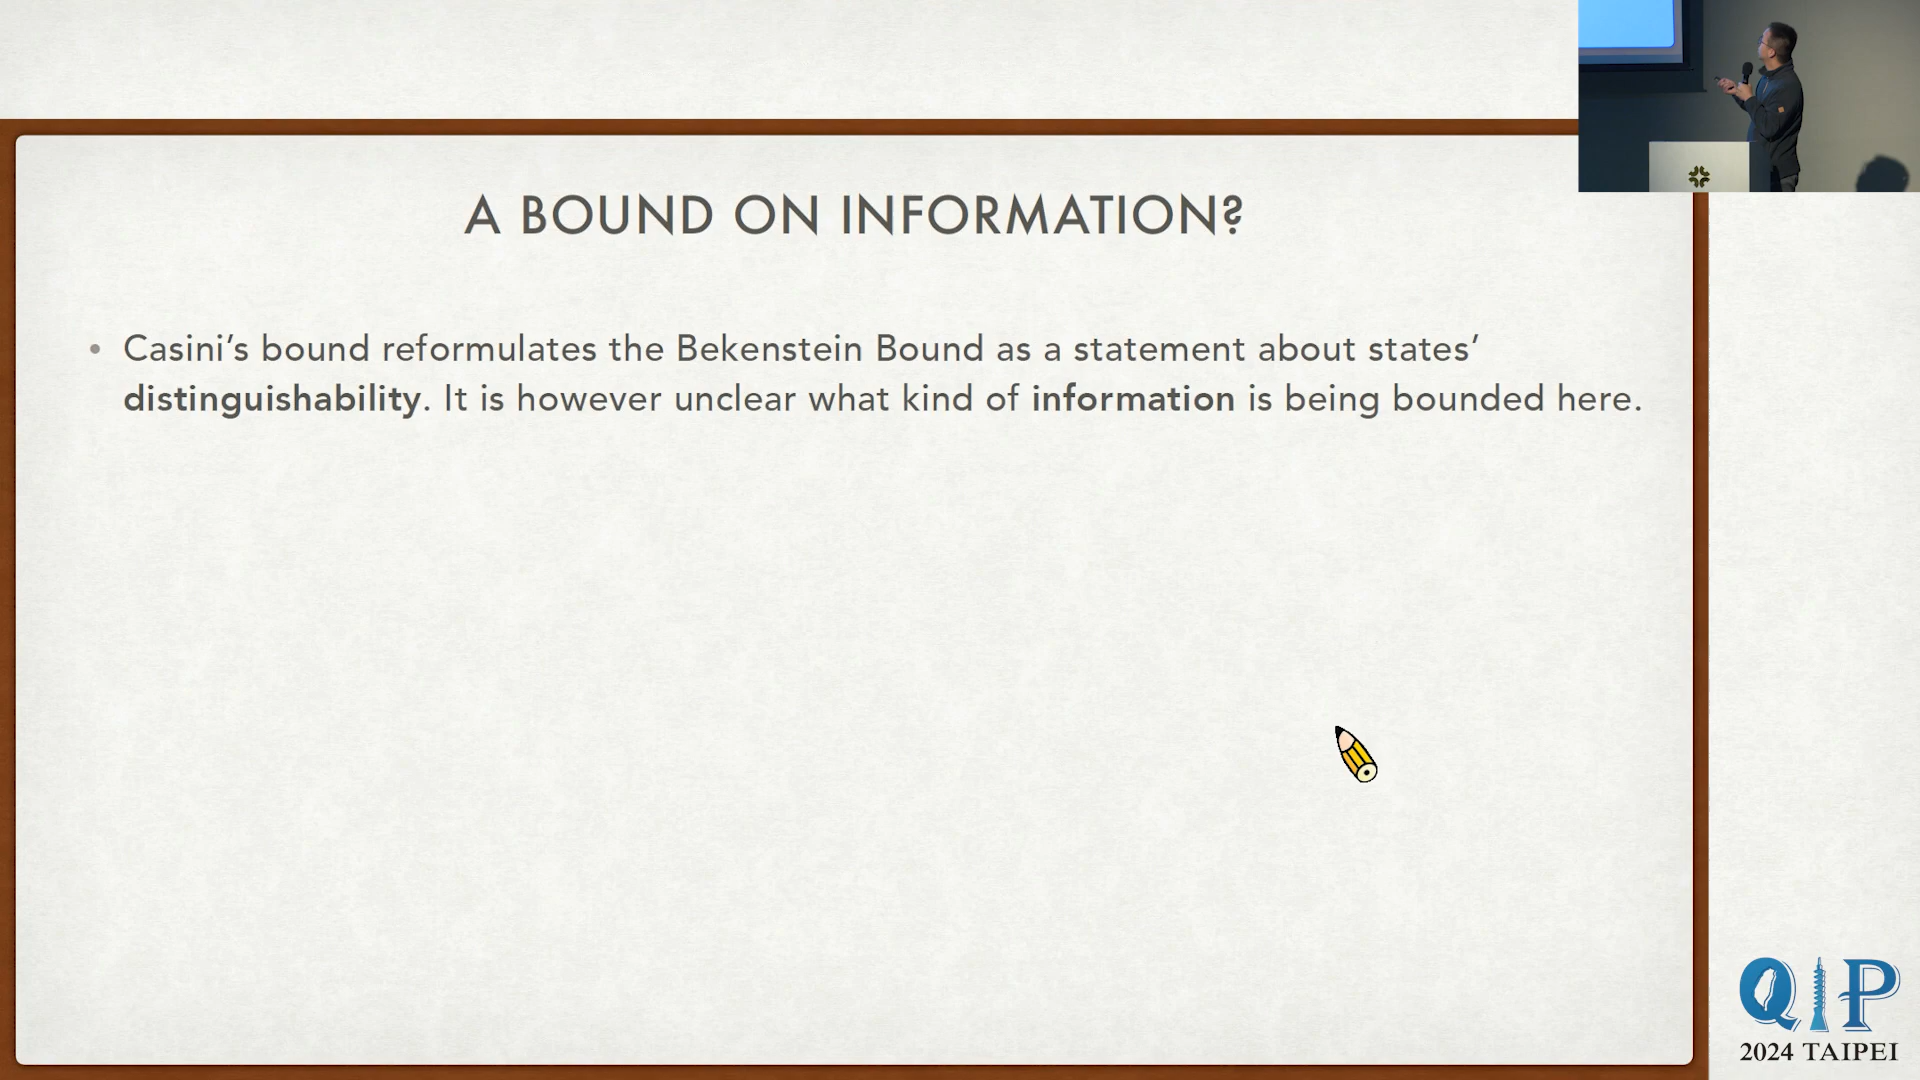 A BOUND ON INFORMATION?
• Casini’s bound reformulates the Bekenstein Bound as a statement about states’
distinguishability. It is however unclear what kind of information is being bounded here.
QIP
2024 TAIPEI